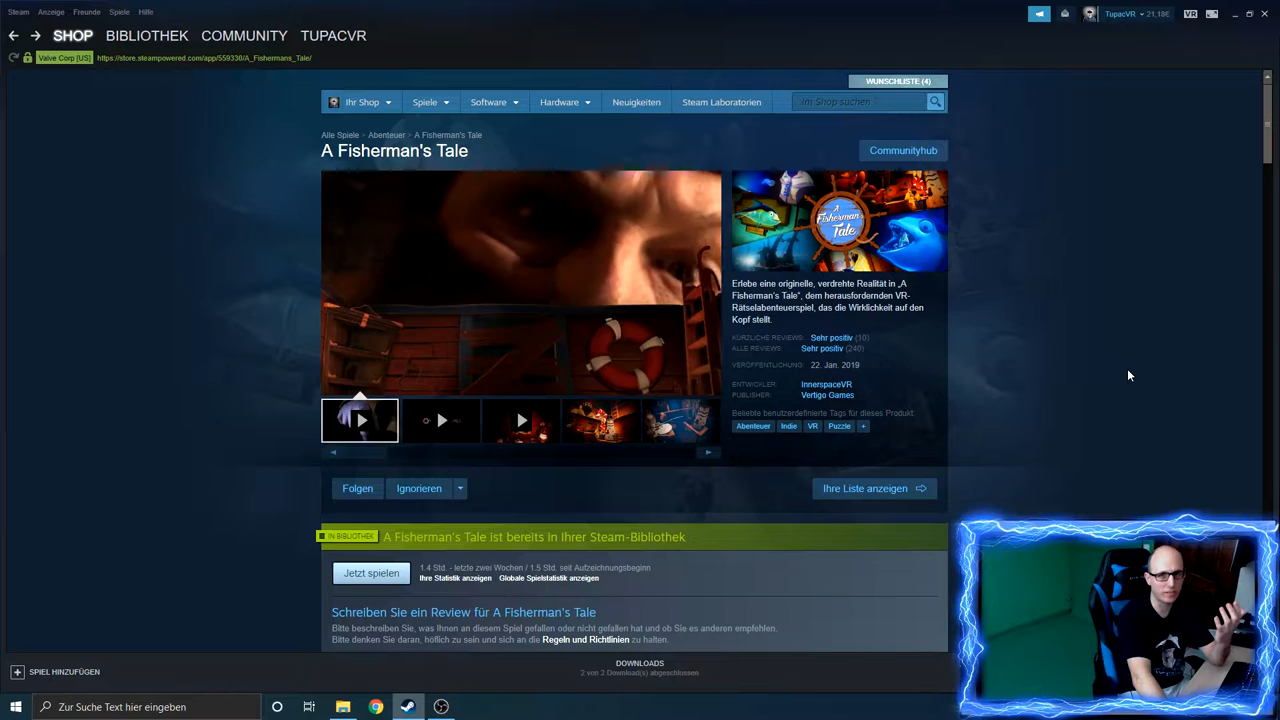 Steam Anzeige Freunde Spiele Hilfe
TupacVR 21,18€ VR
SHOP BIBLIOTHEK COMMUNITY TUPACVR
Valve Corp [US] https://store.steampowered.com/app/559330/A_Fishermans_Tale/
WUNSCHLISTE (4)
Ihr Shop Spiele Software Hardware Neuigkeiten Steam Laboratorien Im Shop suchen
Alle Spiele > Abenteuer > A Fisherman's Tale
A Fisherman's Tale
Communityhub
A Fisherman's Tale
Erlebe eine originelle, verdrehte Realität in „A
Fisherman's Tale“, dem herausfordernden VR-
Rätselabenteuerspiel, das die Wirklichkeit auf den
Kopf stellt.
KÜRZLICHE REVIEWS: Sehr positiv (10)
ALLE REVIEWS: Sehr positiv (240)
VERÖFFENTLICHUNG: 22. Jan. 2019
ENTWICKLER: InnerspaceVR
PUBLISHER: Vertigo Games
Beliebte benutzerdefinierte Tags für dieses Produkt:
Abenteuer Indie VR Puzzle +
Folgen Ignorieren Ihre Liste anzeigen
IN BIBLIOTHEK A Fisherman's Tale ist bereits in Ihrer Steam-Bibliothek
Jetzt spielen
1.4 Std. - letzte zwei Wochen / 1.5 Std. seit Aufzeichnungsbeginn
Ihre Statistik anzeigen Globale Spielstatistik anzeigen
Schreiben Sie ein Review für A Fisherman's Tale
Bitte beschreiben Sie, was Ihnen an diesem Spiel gefallen oder nicht gefallen hat und ob Sie es anderen empfehlen.
Bitte denken Sie daran, höflich zu sein und sich an die Regeln und Richtlinien zu halten.
SPIEL HINZUFÜGEN
DOWNLOADS
2 von 2 Download(s) abgeschlossen
Zur Suche Text hier eingeben